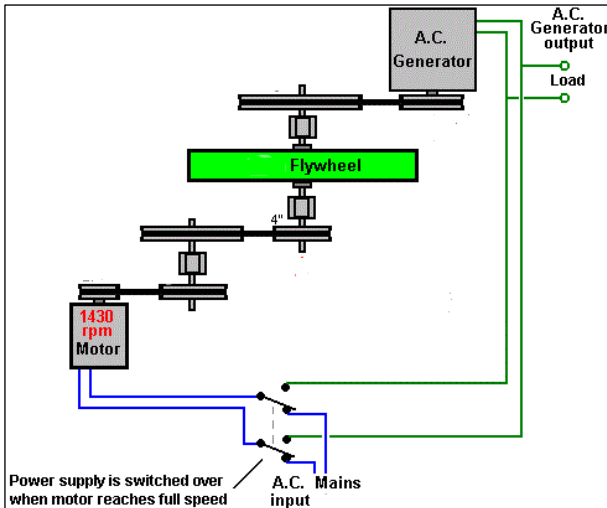 A.C.
Generator
A.C.
Generator
output
Load
Flywheel
4"
1430
rpm
Motor
Power supply is switched over
when motor reaches full speed
A.C. Mains
input